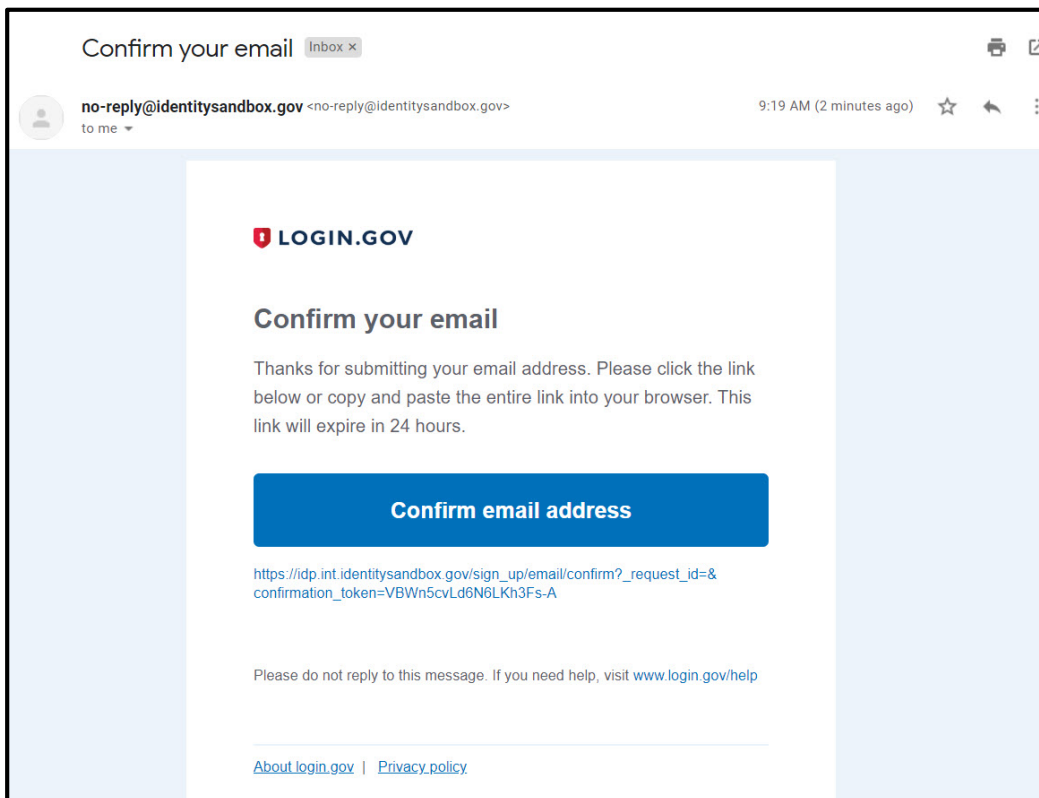 Confirm your email Inbox ×
no-reply@identitysandbox.gov <no-reply@identitysandbox.gov> 9:19 AM (2 minutes ago)
to me
LOGIN.GOV
Confirm your email
Thanks for submitting your email address. Please click the link
below or copy and paste the entire link into your browser. This
link will expire in 24 hours.
Confirm email address
https://idp.int.identitysandbox.gov/sign_up/email/confirm?_request_id=&
confirmation_token=VBWn5cvLd6N6LKh3Fs-A
Please do not reply to this message. If you need help, visit www.login.gov/help
About login.gov | Privacy policy